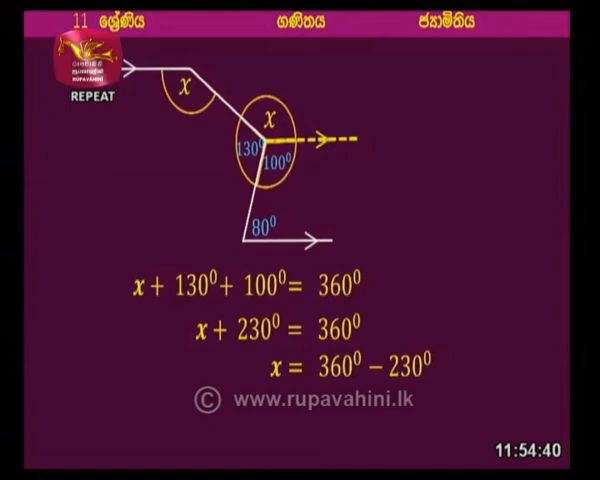 11 ශ්‍රේණිය ගණිතය ජ්‍යාමිතිය
RUPAVAHINI
REPEAT
x
x
130⁰
100⁰
80⁰
x + 130⁰ + 100⁰ = 360⁰
x + 230⁰ = 360⁰
x = 360⁰ − 230⁰
© www.rupavahini.lk
11:54:40